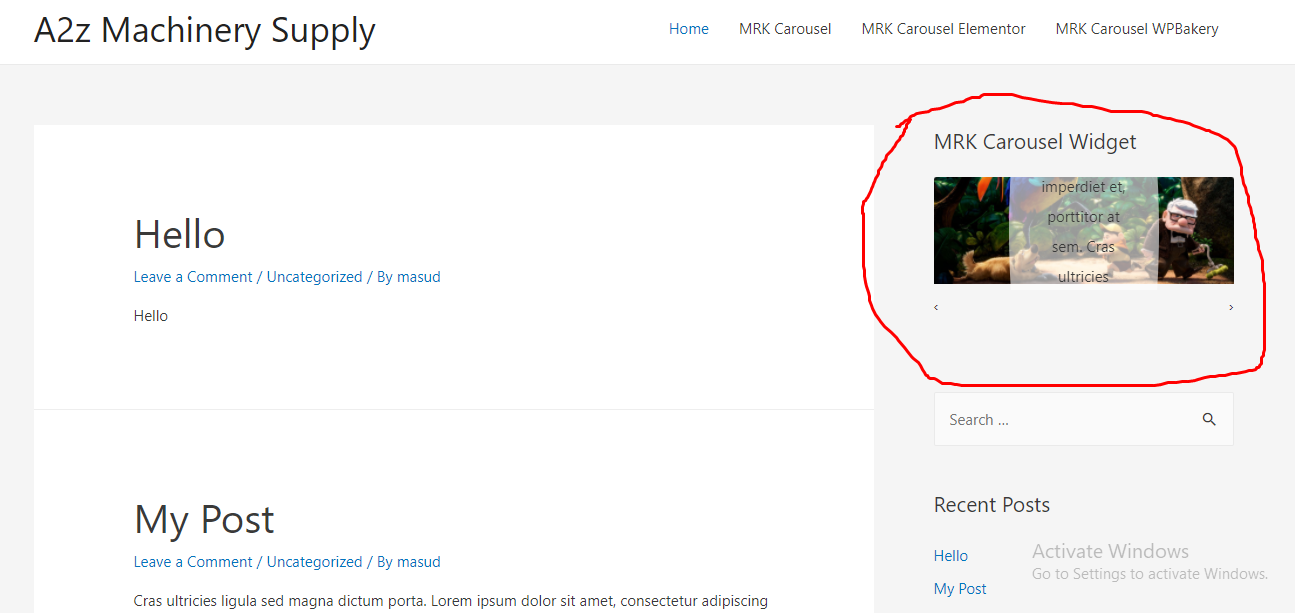 A2z Machinery Supply
Home MRK Carousel MRK Carousel Elementor MRK Carousel WPBakery
Hello
Leave a Comment / Uncategorized / By masud
Hello
My Post
Leave a Comment / Uncategorized / By masud
Cras ultricies ligula sed magna dictum porta. Lorem ipsum dolor sit amet, consectetur adipiscing
MRK Carousel Widget
imperdiet et,
porttitor at
sem. Cras
ultricies
‹ ›
Search ...
Recent Posts
Hello
My Post
Activate Windows
Go to Settings to activate Windows.